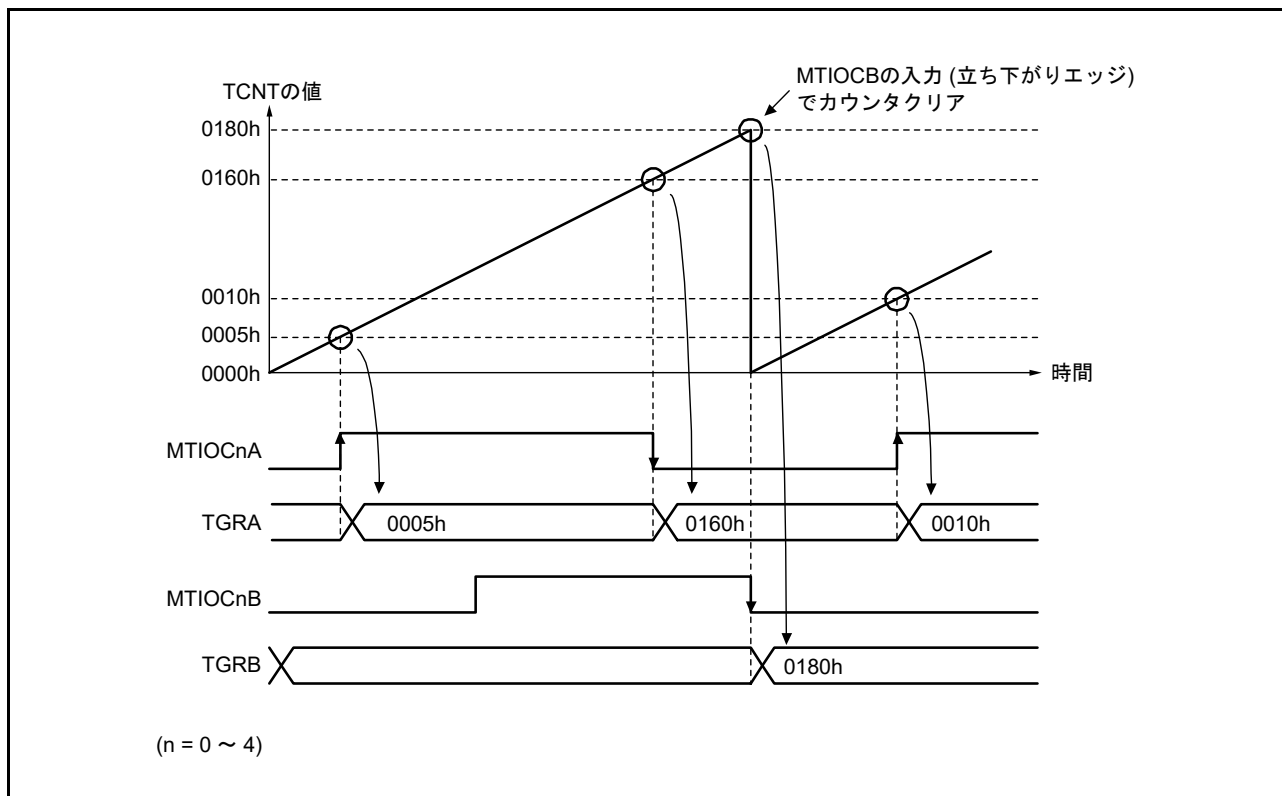 MTIOCBの入力 (立ち下がりエッジ)
でカウンタクリア
TCNTの値
0180h
0160h
0010h
0005h
0000h
時間
MTIOCnA
TGRA
0005h
0160h
0010h
MTIOCnB
TGRB
0180h
(n = 0 ～ 4)